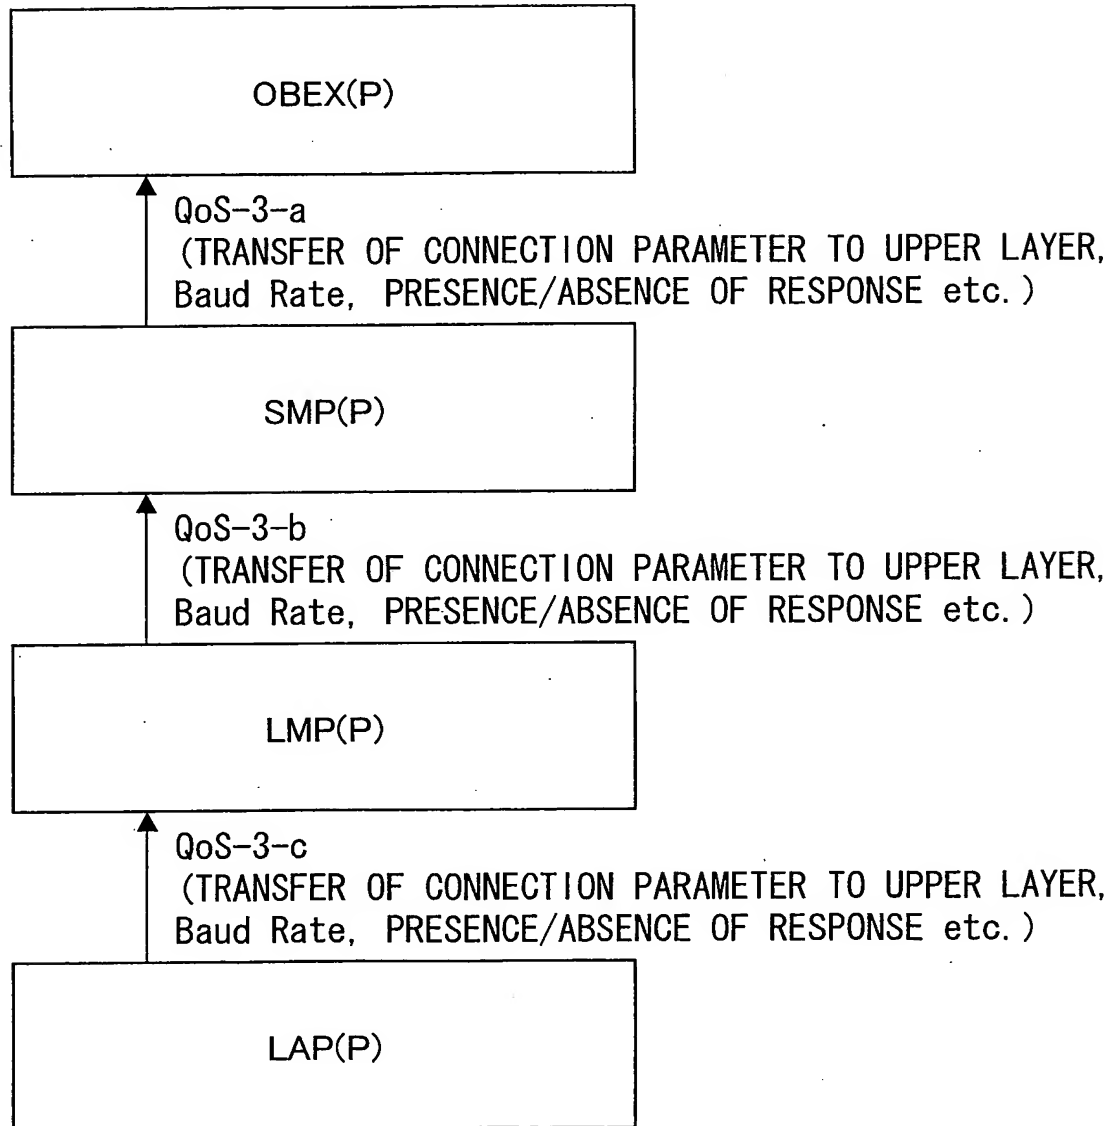 OBEX(P)
QoS-3-a
(TRANSFER OF CONNECTION PARAMETER TO UPPER LAYER,
Baud Rate, PRESENCE/ABSENCE OF RESPONSE etc.)
SMP(P)
QoS-3-b
(TRANSFER OF CONNECTION PARAMETER TO UPPER LAYER,
Baud Rate, PRESENCE/ABSENCE OF RESPONSE etc.)
LMP(P)
QoS-3-c
(TRANSFER OF CONNECTION PARAMETER TO UPPER LAYER,
Baud Rate, PRESENCE/ABSENCE OF RESPONSE etc.)
LAP(P)